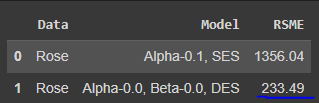 Data Model RSME
0 Rose Alpha-0.1, SES 1356.04
1 Rose Alpha-0.0, Beta-0.0, DES 233.49